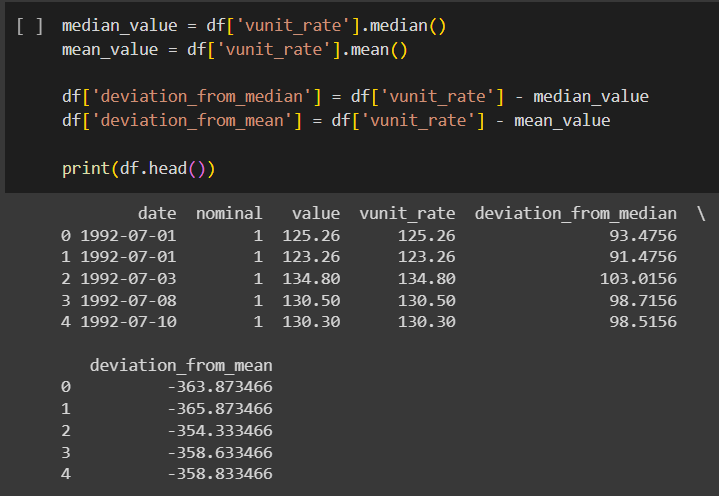 [ ] median_value = df['vunit_rate'].median()
mean_value = df['vunit_rate'].mean()
df['deviation_from_median'] = df['vunit_rate'] - median_value
df['deviation_from_mean'] = df['vunit_rate'] - mean_value
print(df.head())
date nominal value vunit_rate deviation_from_median \
0 1992-07-01 1 125.26 125.26 93.4756
1 1992-07-01 1 123.26 123.26 91.4756
2 1992-07-03 1 134.80 134.80 103.0156
3 1992-07-08 1 130.50 130.50 98.7156
4 1992-07-10 1 130.30 130.30 98.5156
deviation_from_mean
0 -363.873466
1 -365.873466
2 -354.333466
3 -358.633466
4 -358.833466